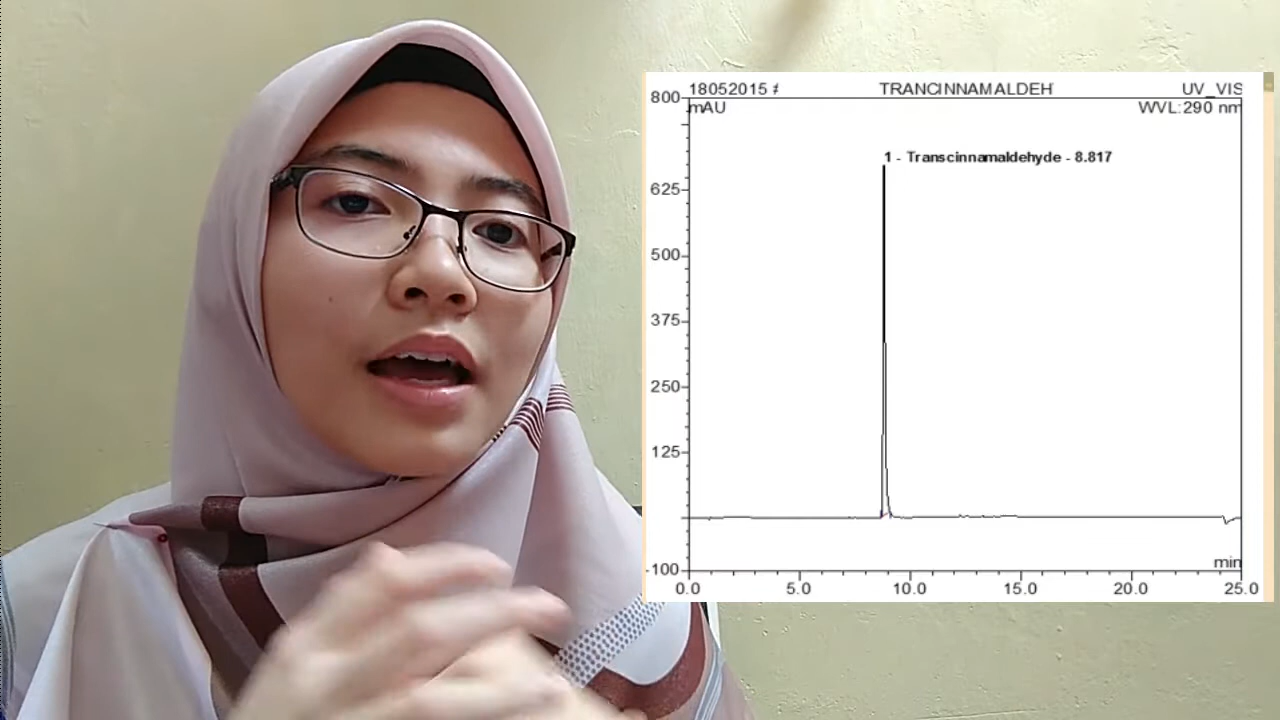 18052015 # TRANCINNAMALDEH UV_VIS
800 mAU WVL:290 nm
1 - Transcinnamaldehyde - 8.817
625
500
375
250
125
-100 min
0.0 5.0 10.0 15.0 20.0 25.0